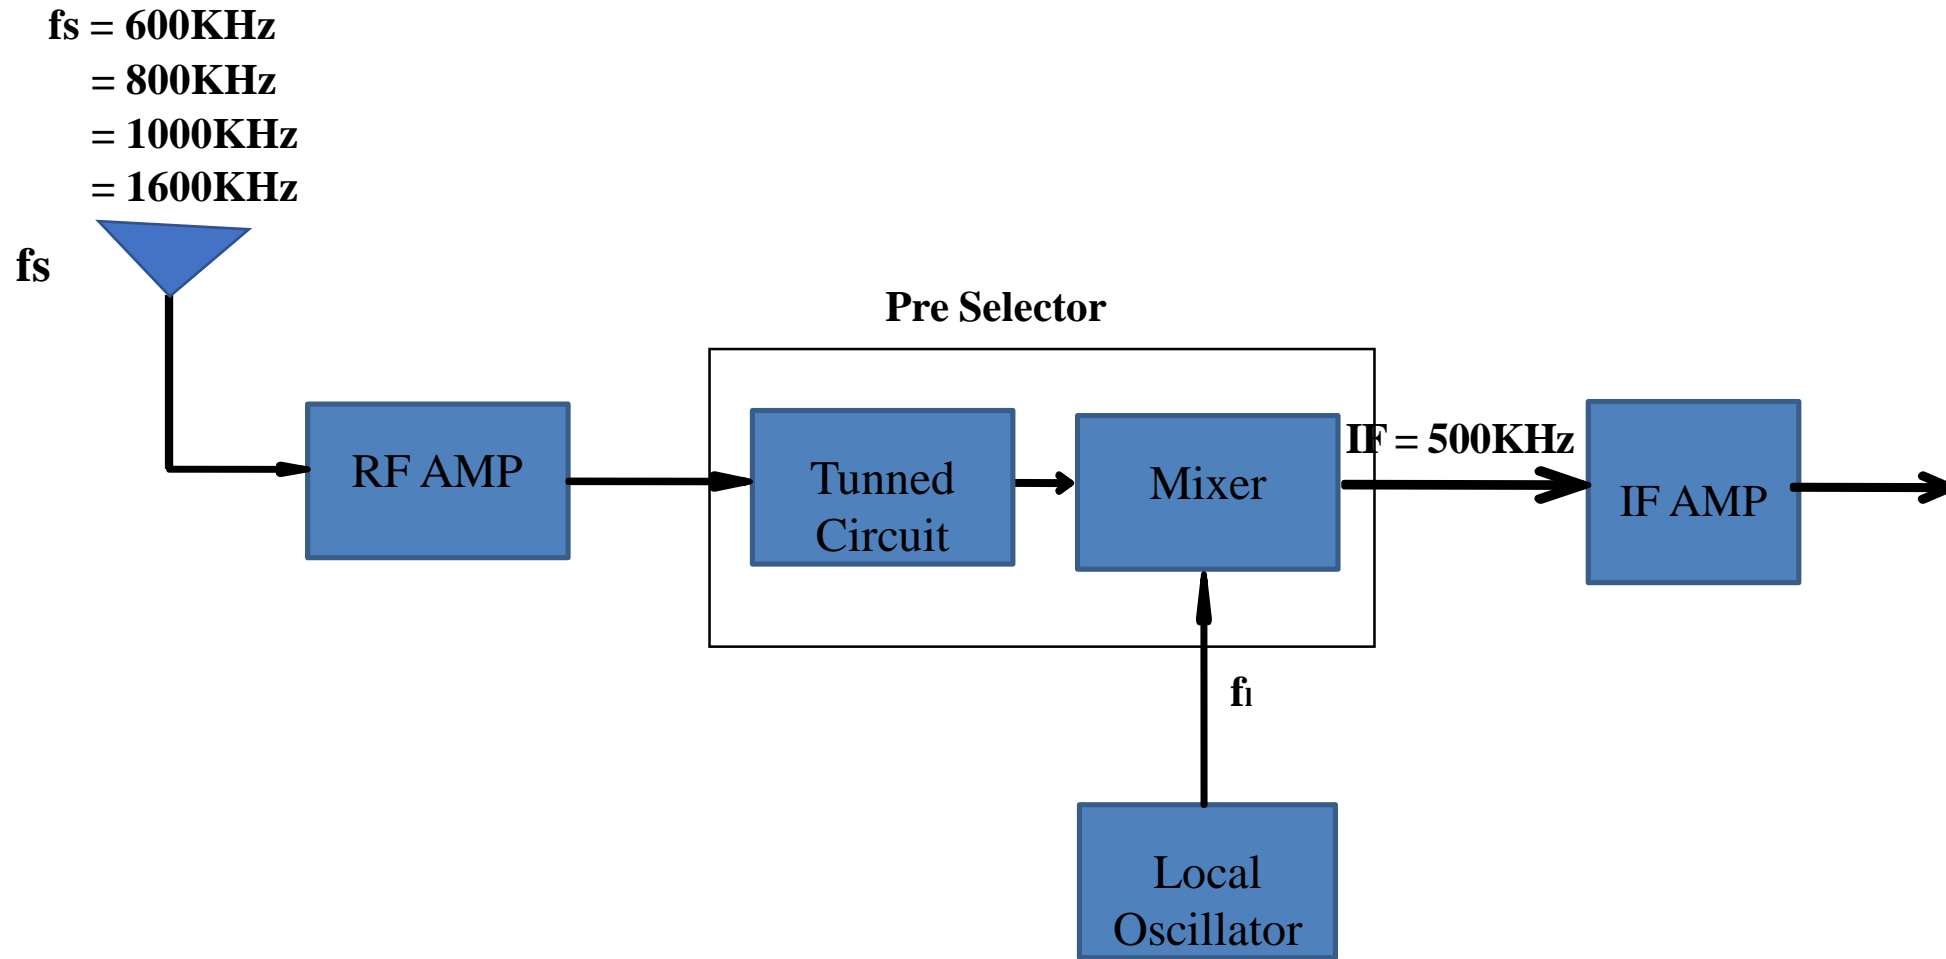 fs = 600KHz
= 800KHz
= 1000KHz
= 1600KHz
fs
Pre Selector
RF AMP
Tunned
Circuit
Mixer
IF = 500KHz
IF AMP
fl
Local
Oscillator